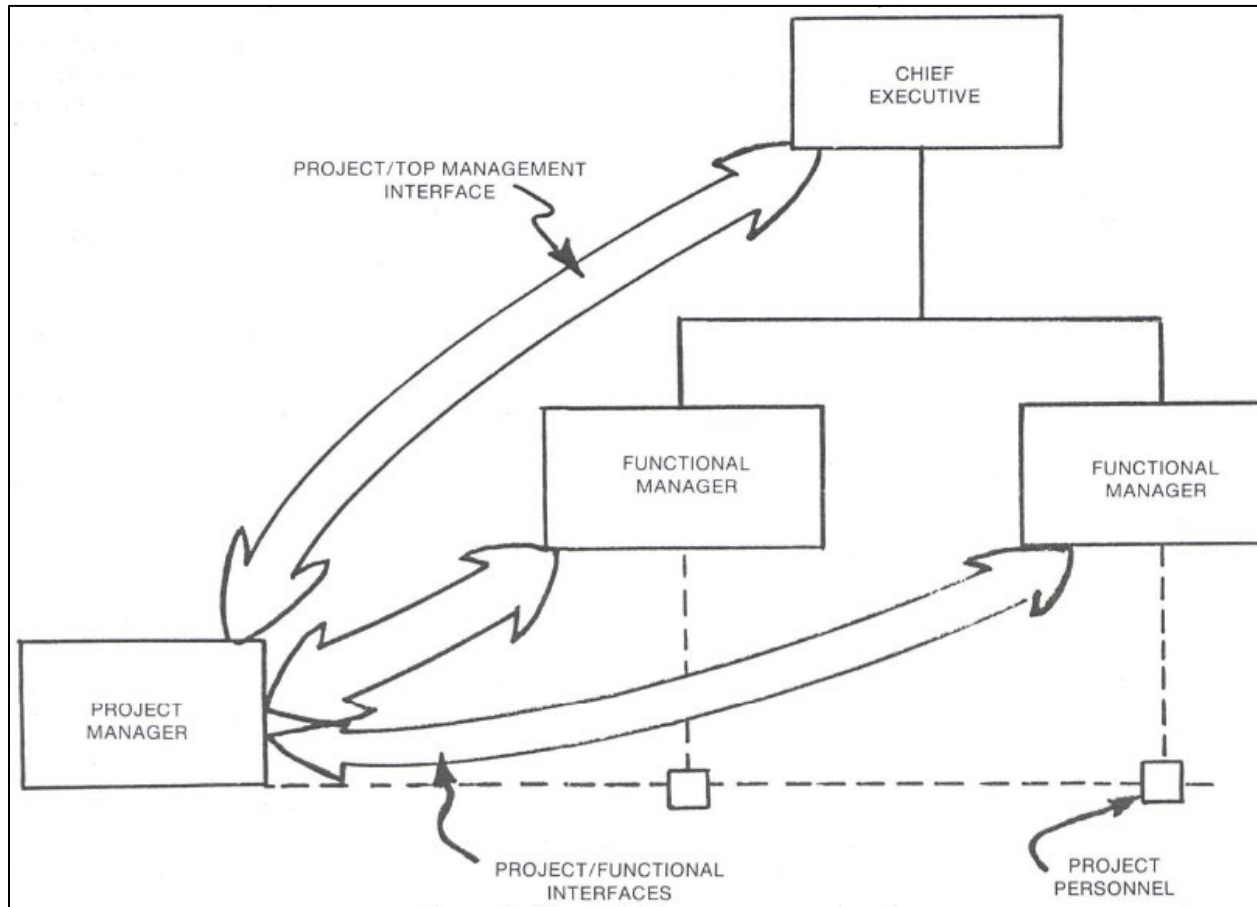 CHIEF
EXECUTIVE
PROJECT/TOP MANAGEMENT
INTERFACE
FUNCTIONAL
MANAGER
FUNCTIONAL
MANAGER
PROJECT
MANAGER
PROJECT/FUNCTIONAL
INTERFACES
PROJECT
PERSONNEL